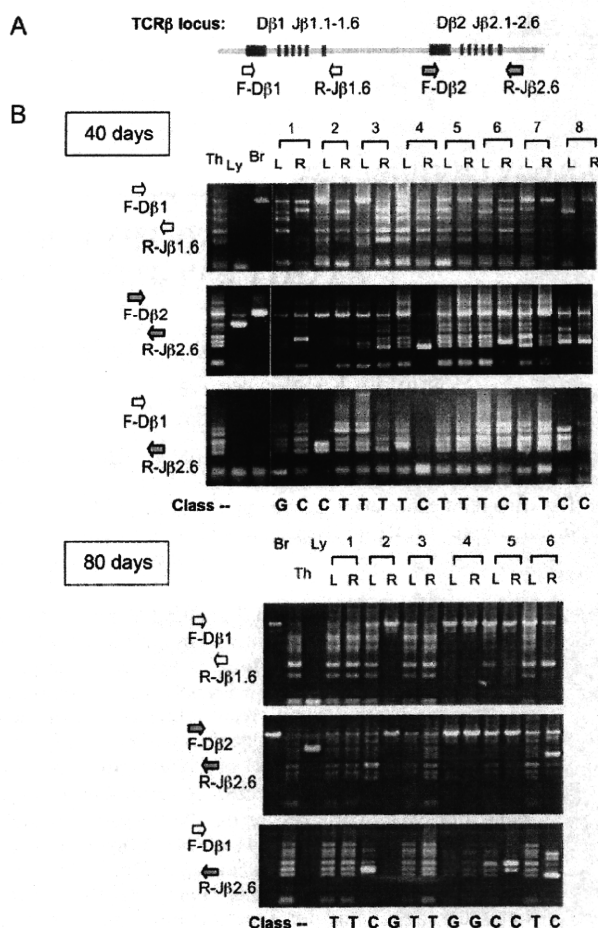 A
TCRβ locus: Dβ1 Jβ1.1-1.6 Dβ2 Jβ2.1-2.6
F-Dβ1 R-Jβ1.6 F-Dβ2 R-Jβ2.6
B
40 days
1 2 3 4 5 6 7 8
Th Ly Br L R L R L R L R L R L R L R L R
F-Dβ1
R-Jβ1.6
F-Dβ2
R-Jβ2.6
F-Dβ1
R-Jβ2.6
Class -- G C C T T T T C T T T C T T C C
80 days
Br Ly 1 2 3 4 5 6
Th L R L R L R L R L R L R
F-Dβ1
R-Jβ1.6
F-Dβ2
R-Jβ2.6
F-Dβ1
R-Jβ2.6
Class -- T T C G T T G G C C T C